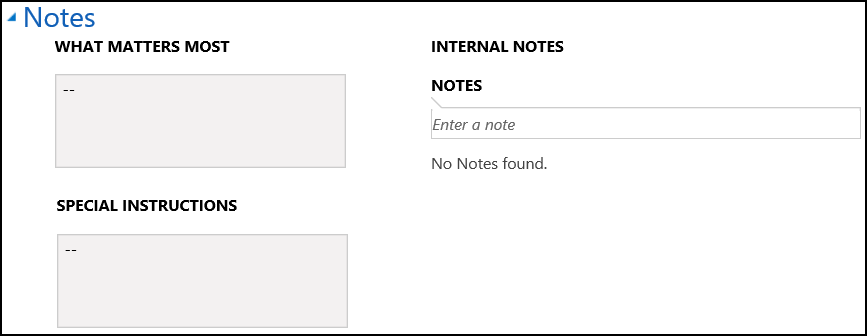 Notes
WHAT MATTERS MOST
--
SPECIAL INSTRUCTIONS
--
INTERNAL NOTES
NOTES
Enter a note
No Notes found.